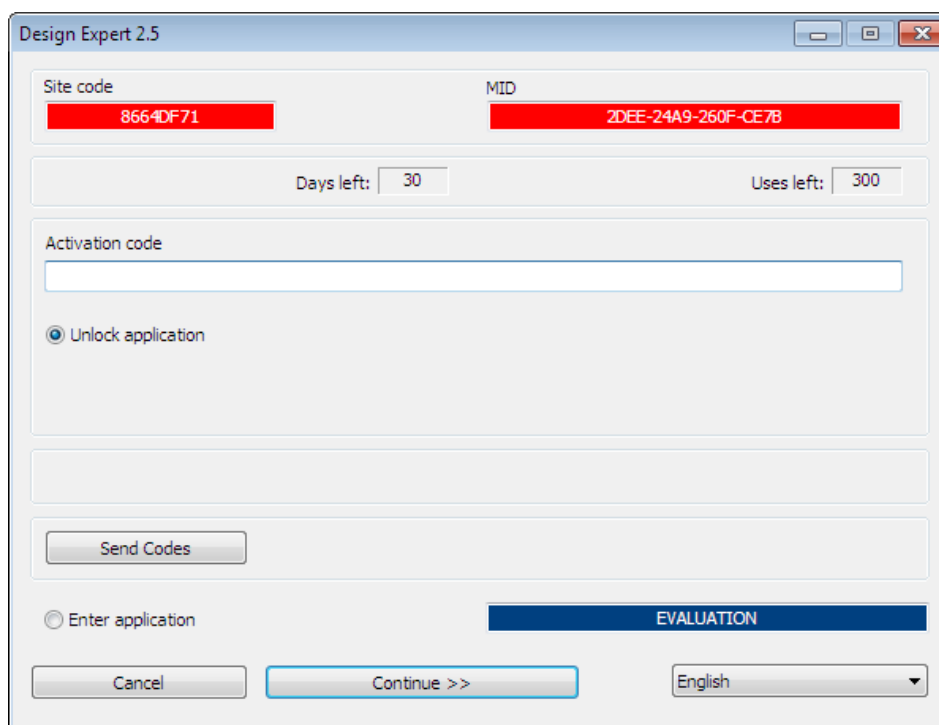 Design Expert 2.5
Site code
MID
8664DF71
2DEE-24A9-260F-CE7B
Days left: 30
Uses left: 300
Activation code
Unlock application
Send Codes
Enter application
EVALUATION
Cancel
Continue >>
English